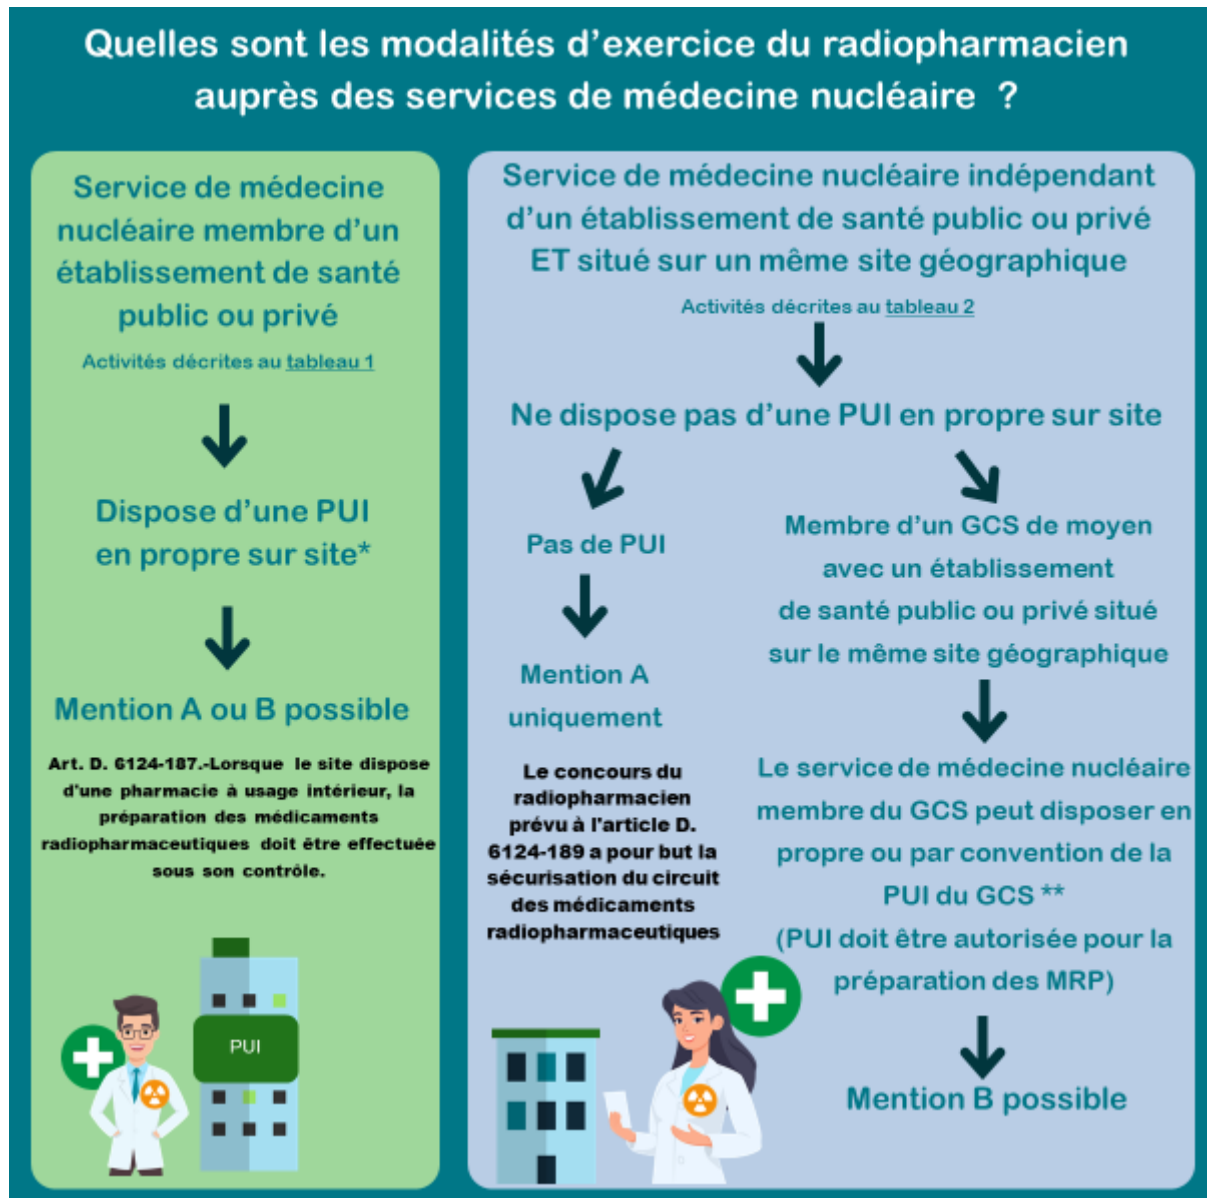 Quelles sont les modalités d'exercice du radiopharmacien
auprès des services de médecine nucléaire ?
Service de médecine
nucléaire membre d'un
établissement de santé
public ou privé
Activités décrites au tableau 1
Dispose d'une PUI
en propre sur site*
Mention A ou B possible
Art. D. 6124-187.-Lorsque le site dispose
d'une pharmacie à usage intérieur, la
préparation des médicaments
radiopharmaceutiques doit être effectuée
sous son contrôle.
PUI
Service de médecine nucléaire indépendant
d'un établissement de santé public ou privé
ET situé sur un même site géographique
Activités décrites au tableau 2
Ne dispose pas d'une PUI en propre sur site
Pas de PUI
Mention A
uniquement
Le concours du
radiopharmacien
prévu à l'article D.
6124-189 a pour but la
sécurisation du circuit
des médicaments
radiopharmaceutiques
Membre d'un GCS de moyen
avec un établissement
de santé public ou privé situé
sur le même site géographique
Le service de médecine nucléaire
membre du GCS peut disposer en
propre ou par convention de la
PUI du GCS **
(PUI doit être autorisée pour la
préparation des MRP)
Mention B possible